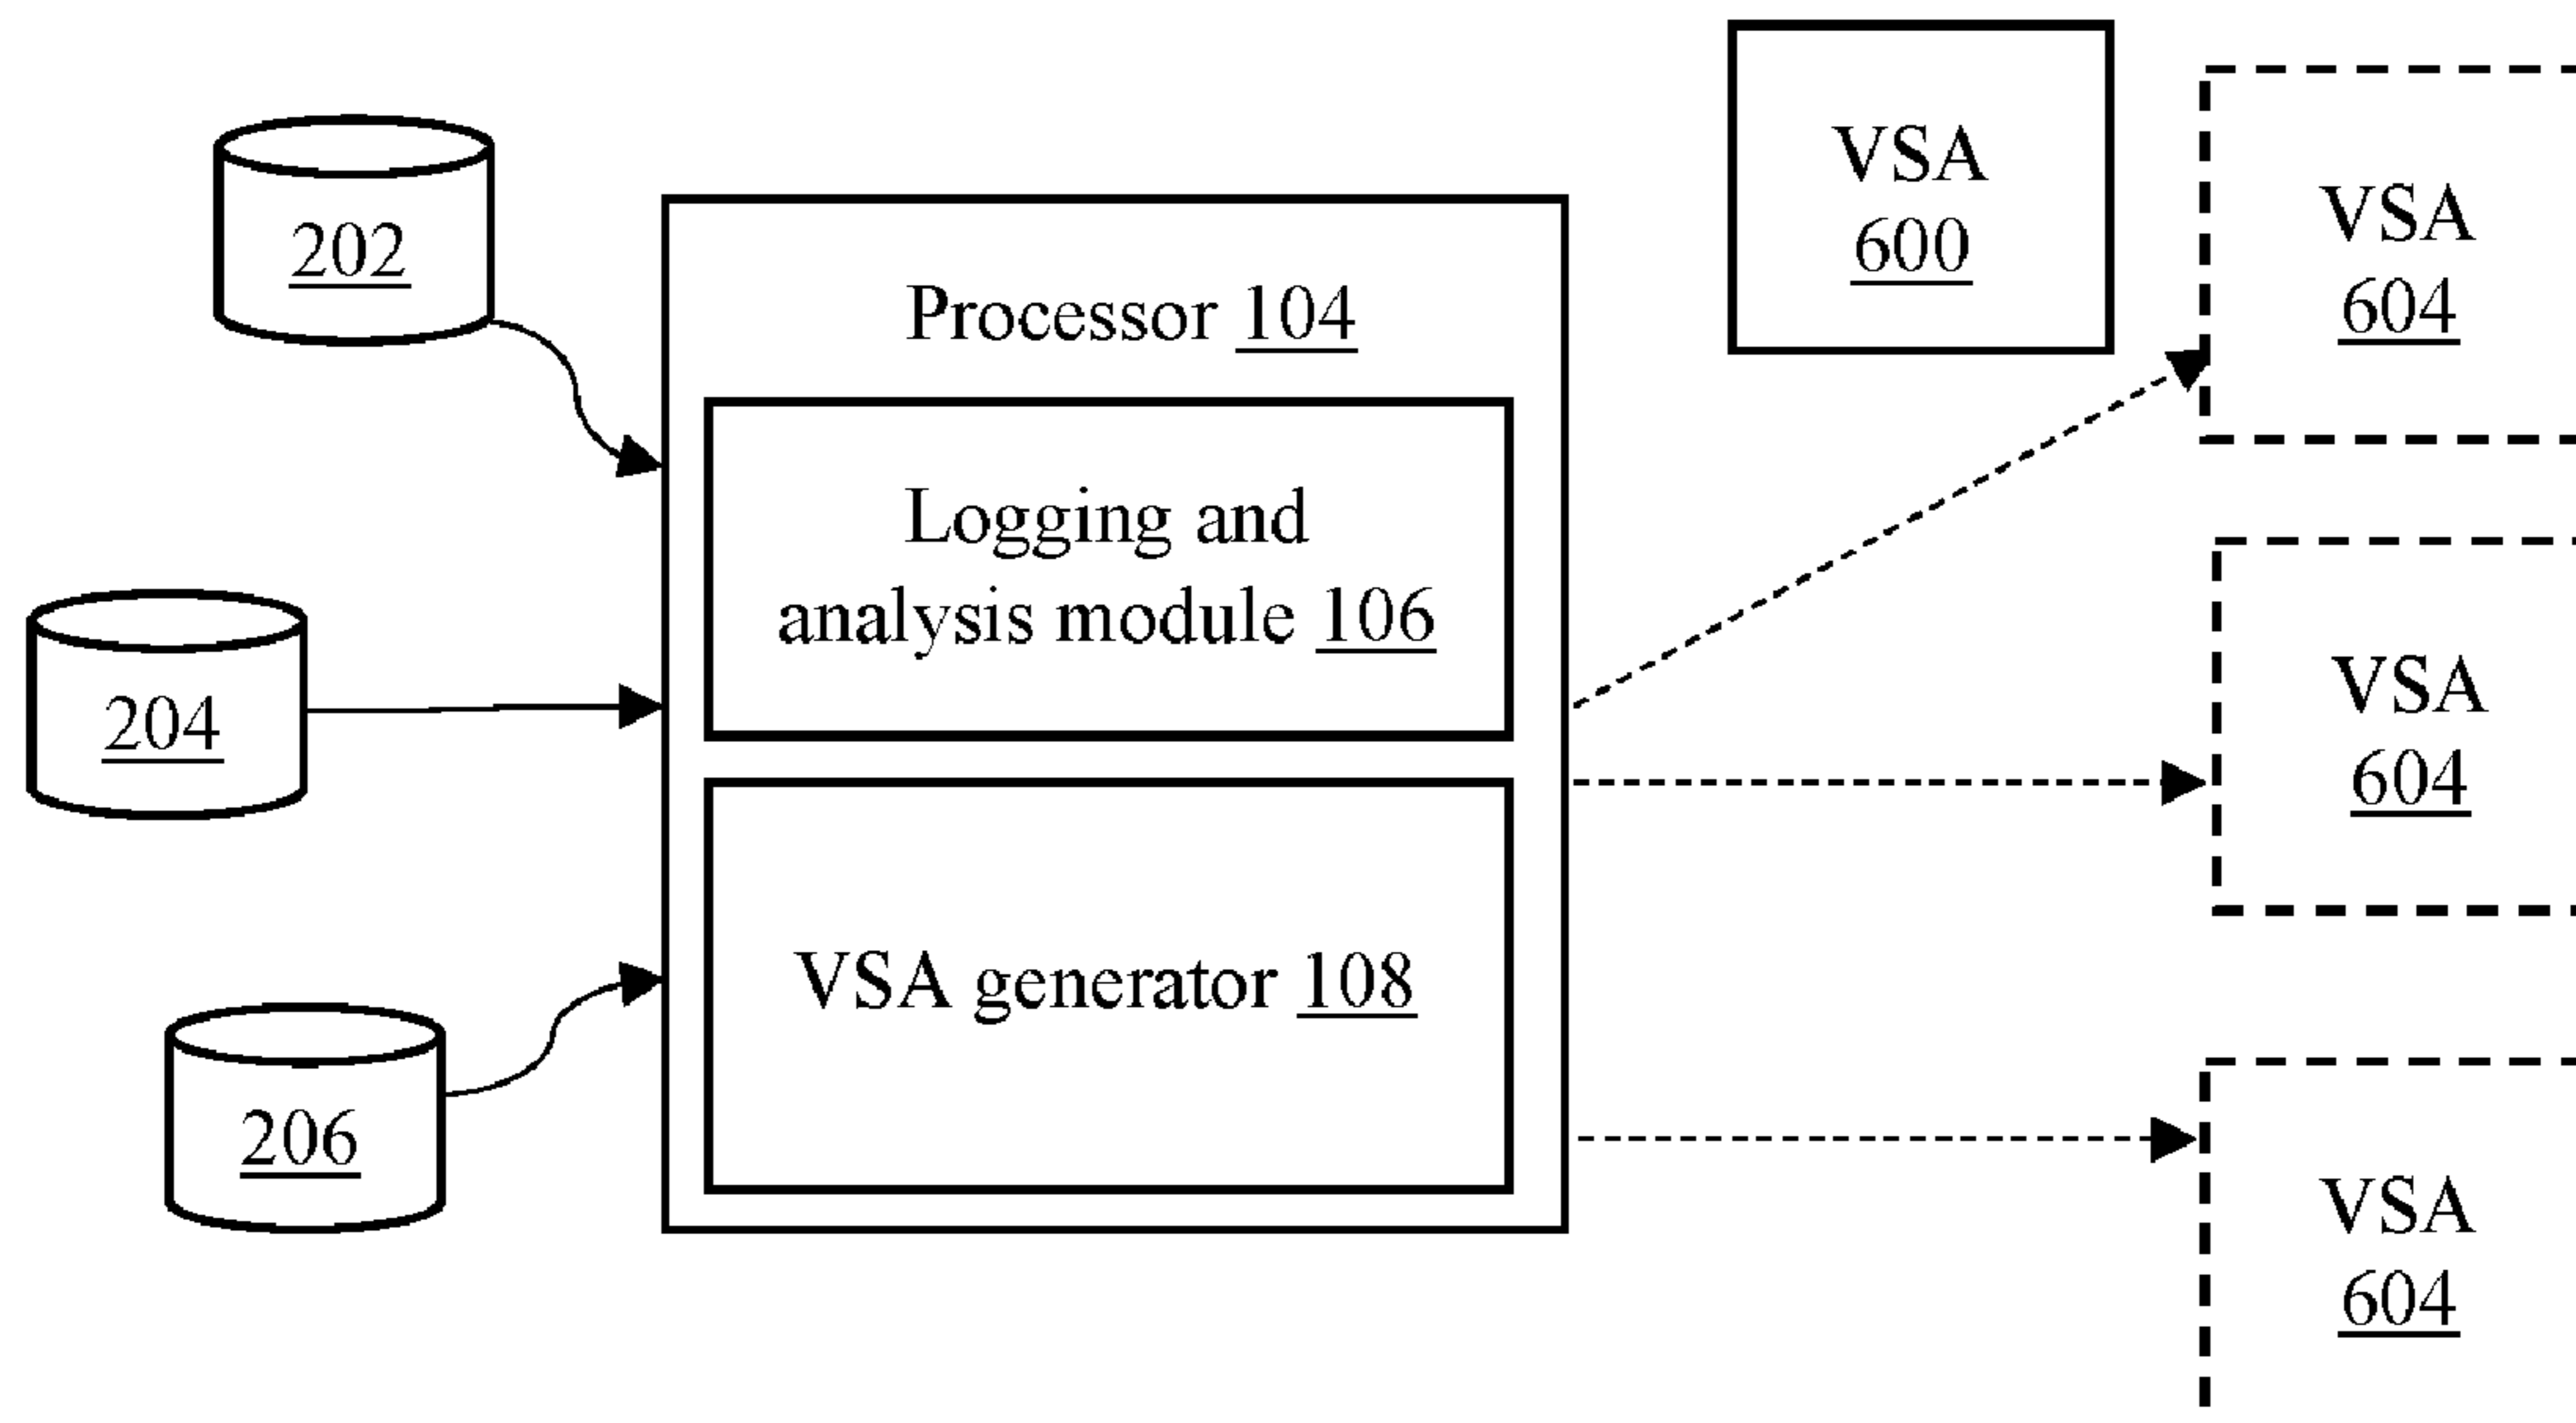 202
204
206
Processor 104
Logging and
analysis module 106
VSA generator 108
VSA
600
VSA
604
VSA
604
VSA
604